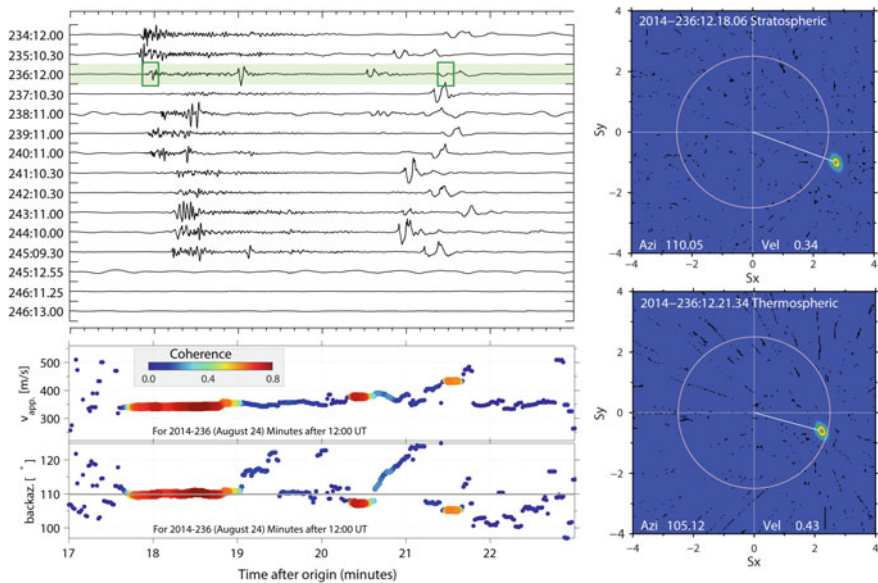 234:12.00
235:10.30
236:12.00
237:10.30
238:11.00
239:11.00
240:11.00
241:10.30
242:10.30
243:11.00
244:10.00
245:09.30
245:12.55
246:11.25
246:13.00
500
400
300
v app. [m/s]
Coherence
0.0 0.4 0.8
For 2014-236 (August 24) Minutes after 12:00 UT
120
110
100
backaz. [ ° ]
For 2014-236 (August 24) Minutes after 12:00 UT
17 18 19 20 21 22
Time after origin (minutes)
2014−236:12.18.06 Stratospheric
4
2
0
−2
−4
Sy
Azi 110.05 Vel 0.34
−4 −2 0 2 4
Sx
2014−236:12.21.34 Thermospheric
4
2
0
−2
−4
Sy
Azi 105.12 Vel 0.43
−4 −2 0 2 4
Sx